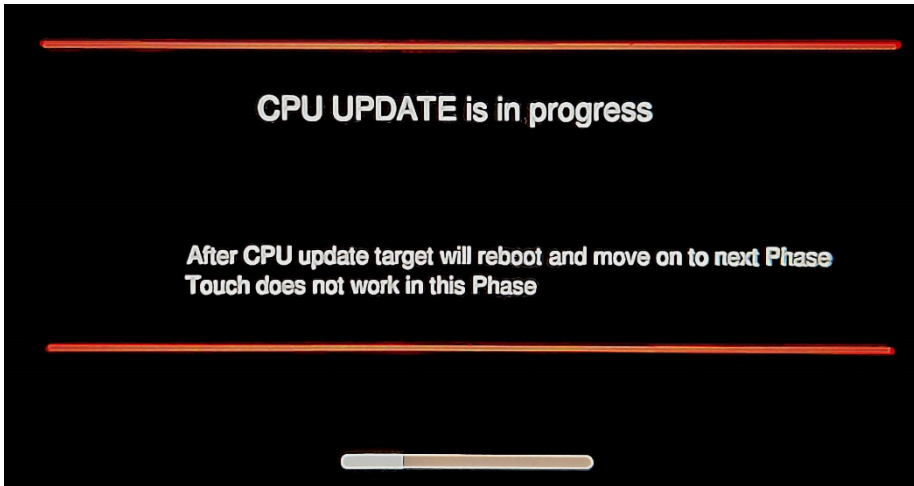 CPU UPDATE is in progress
After CPU update target will reboot and move on to next Phase
Touch does not work in this Phase